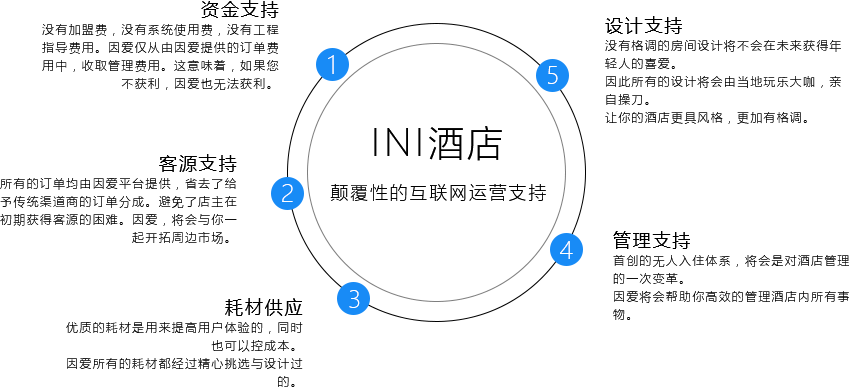 资金支持
没有加盟费，没有系统使用费，没有工程
指导费用。因爱仅从由因爱提供的订单费
用中，收取管理费用。这意味着，如果您
不获利，因爱也无法获利。
1
客源支持
所有的订单均由因爱平台提供，省去了给
予传统渠道商的订单分成。避免了店主在
初期获得客源的困难。因爱，将会与你一
起开拓周边市场。
2
耗材供应
优质的耗材是用来提高用户体验的，同时
也可以控成本。
因爱所有的耗材都经过精心挑选与设计过
的。
3
INI酒店
颠覆性的互联网运营支持
设计支持
没有格调的房间设计将不会在未来获得年
轻人的喜爱。
因此所有的设计将会由当地玩乐大咖，亲
自操刀。
让你的酒店更具风格，更加有格调。
5
管理支持
首创的无人入住体系，将会是对酒店管理
的一次变革。
因爱将会帮助你高效的管理酒店内所有事
物。
4